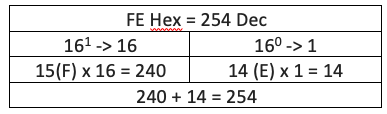 FE Hex = 254 Dec
16¹ -> 16
16⁰ -> 1
15(F) x 16 = 240
14 (E) x 1 = 14
240 + 14 = 254